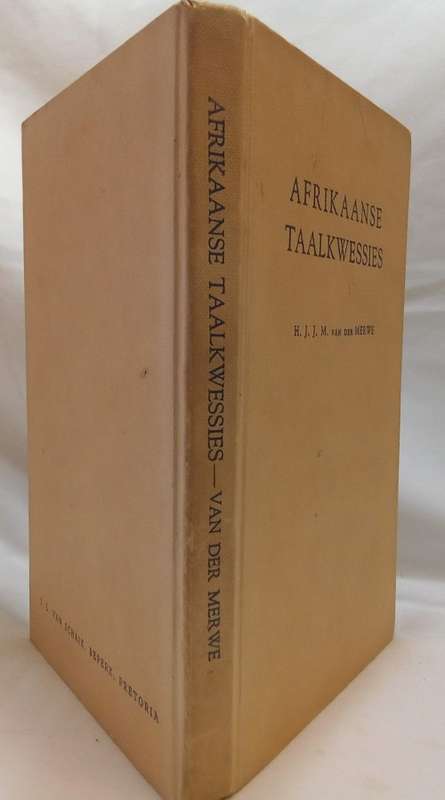 AFRIKAANSE
TAALKWESSIES
H. J. J. M. VAN DER MERWE
AFRIKAANSE TAALKWESSIES — VAN DER MERWE
J. L. VAN SCHAIK, BEPERK, PRETORIA